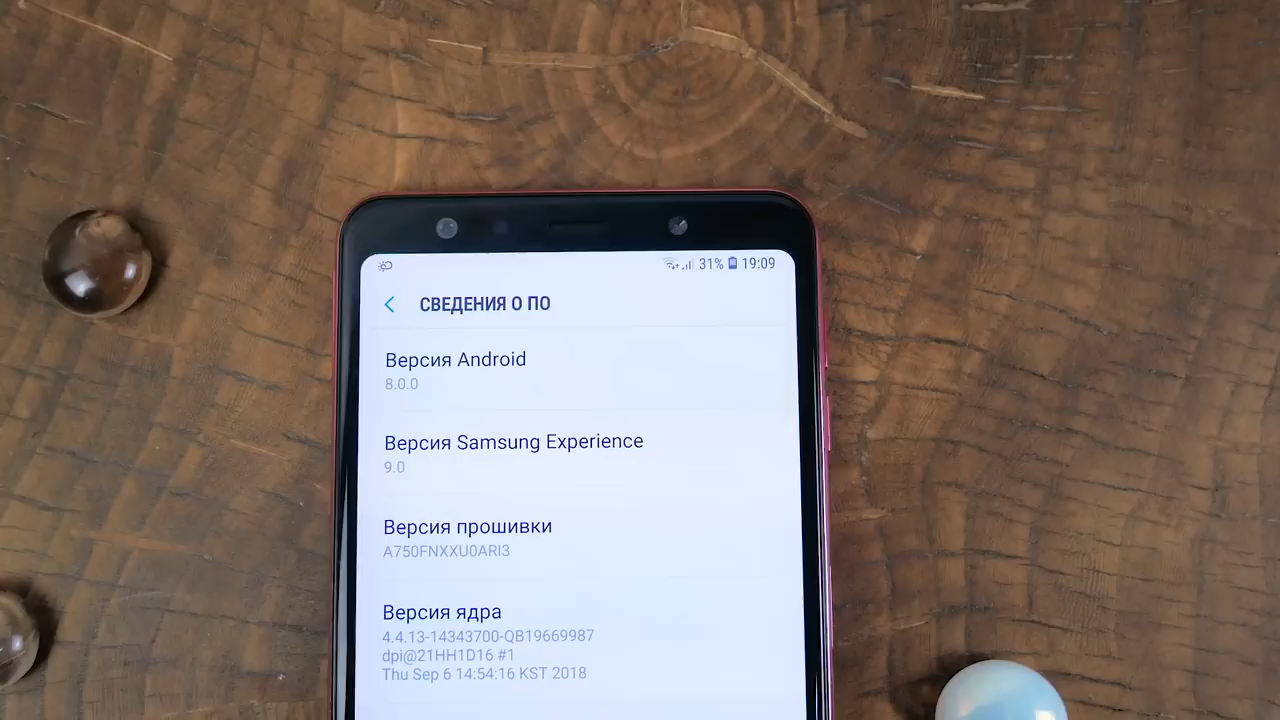 31% 19:09
СВЕДЕНИЯ О ПО
Версия Android
8.0.0
Версия Samsung Experience
9.0
Версия прошивки
A750FNXXU0ARI3
Версия ядра
4.4.13-14343700-QB19669987
dpi@21HH1D16 #1
Thu Sep 6 14:54:16 KST 2018